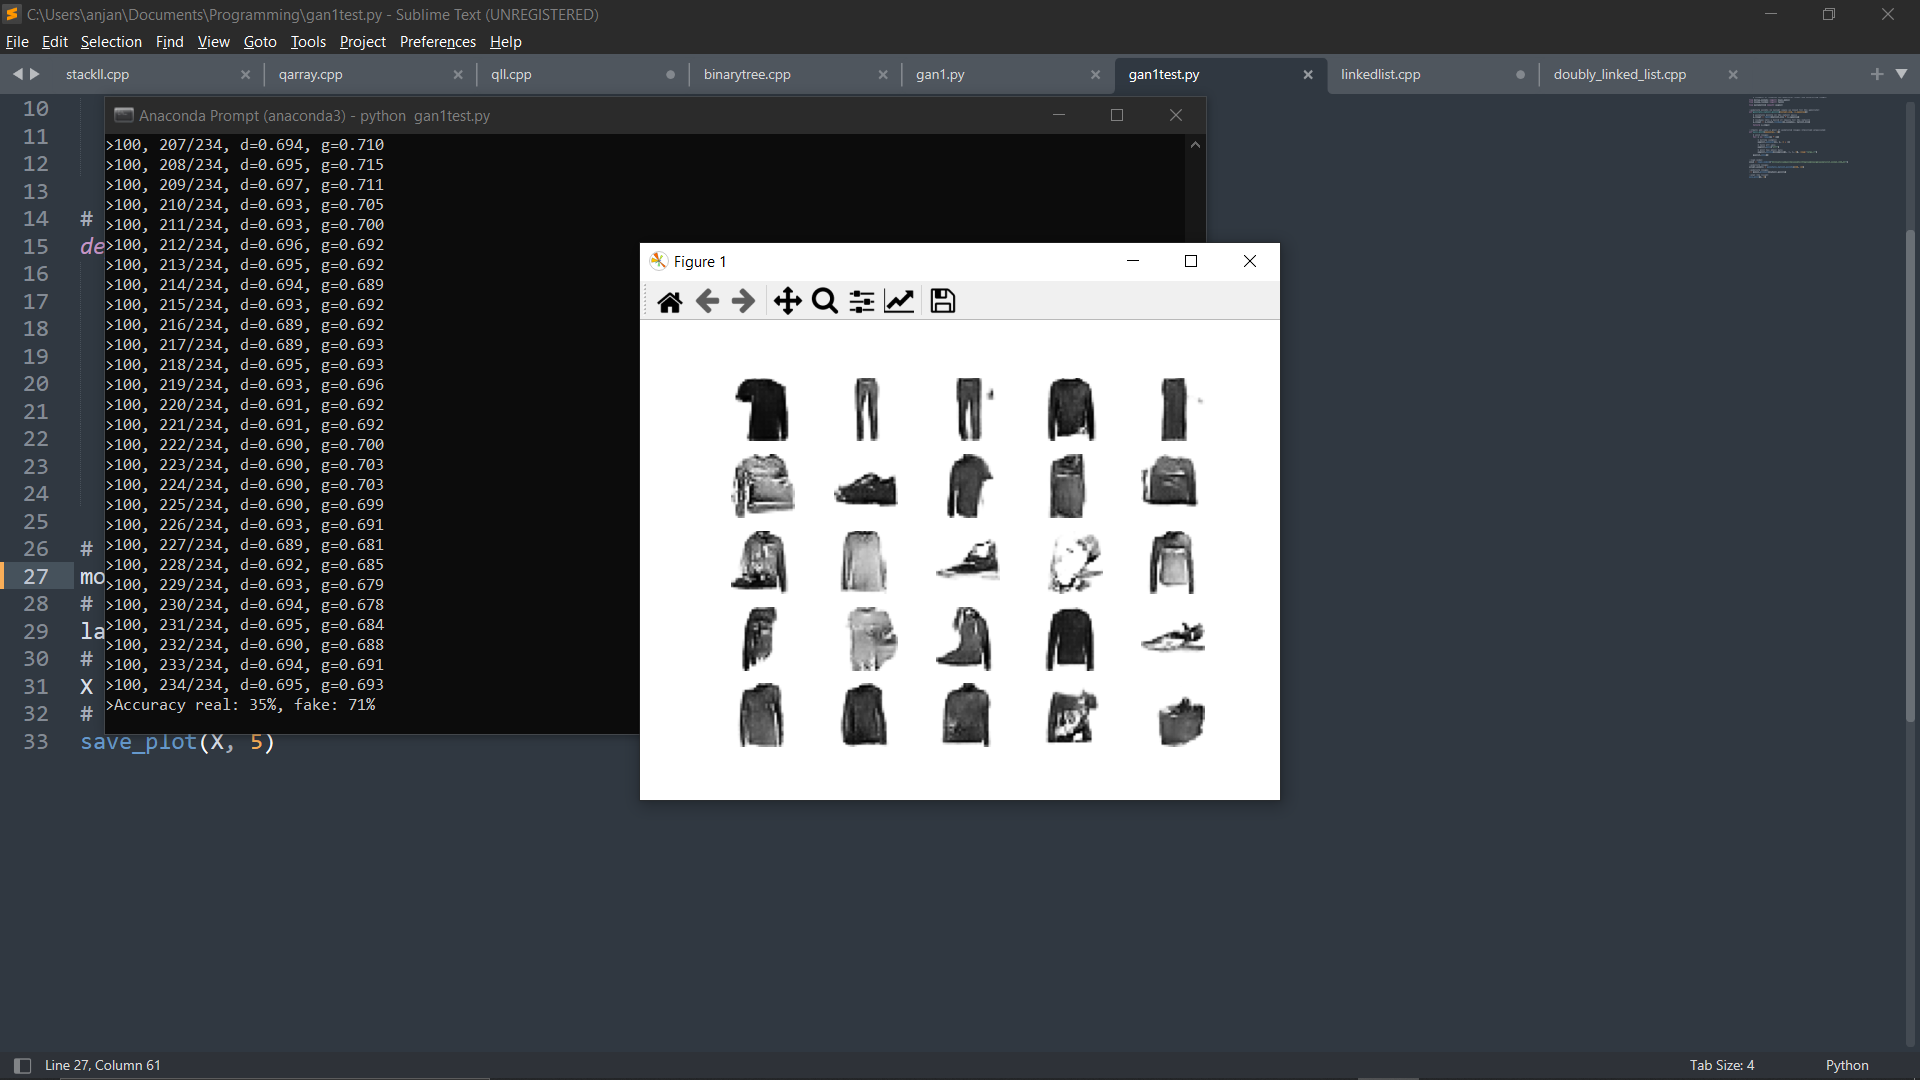 C:\Users\anjan\Documents\Programming\gan1test.py - Sublime Text (UNREGISTERED)
File Edit Selection Find View Goto Tools Project Preferences Help
stackll.cpp qarray.cpp qll.cpp binarytree.cpp gan1.py gan1test.py linkedlist.cpp doubly_linked_list.cpp
Anaconda Prompt (anaconda3) - python gan1test.py
>100, 207/234, d=0.694, g=0.710
>100, 208/234, d=0.695, g=0.715
>100, 209/234, d=0.697, g=0.711
>100, 210/234, d=0.693, g=0.705
>100, 211/234, d=0.693, g=0.700
>100, 212/234, d=0.696, g=0.692
>100, 213/234, d=0.695, g=0.692
>100, 214/234, d=0.694, g=0.689
>100, 215/234, d=0.693, g=0.692
>100, 216/234, d=0.689, g=0.692
>100, 217/234, d=0.689, g=0.693
>100, 218/234, d=0.695, g=0.693
>100, 219/234, d=0.693, g=0.696
>100, 220/234, d=0.691, g=0.692
>100, 221/234, d=0.691, g=0.692
>100, 222/234, d=0.690, g=0.700
>100, 223/234, d=0.690, g=0.703
>100, 224/234, d=0.690, g=0.703
>100, 225/234, d=0.690, g=0.699
>100, 226/234, d=0.693, g=0.691
>100, 227/234, d=0.689, g=0.681
>100, 228/234, d=0.692, g=0.685
>100, 229/234, d=0.693, g=0.679
>100, 230/234, d=0.694, g=0.678
>100, 231/234, d=0.695, g=0.684
>100, 232/234, d=0.690, g=0.688
>100, 233/234, d=0.694, g=0.691
>100, 234/234, d=0.695, g=0.693
>Accuracy real: 35%, fake: 71%
Figure 1
10
11
12
13
14 #
15 de
16
17
18
19
20
21
22
23
24
25
26 #
27 mo
28 #
29 la
30 #
31 X
32 #
33 save_plot(X, 5)
Line 27, Column 61
Tab Size: 4
Python